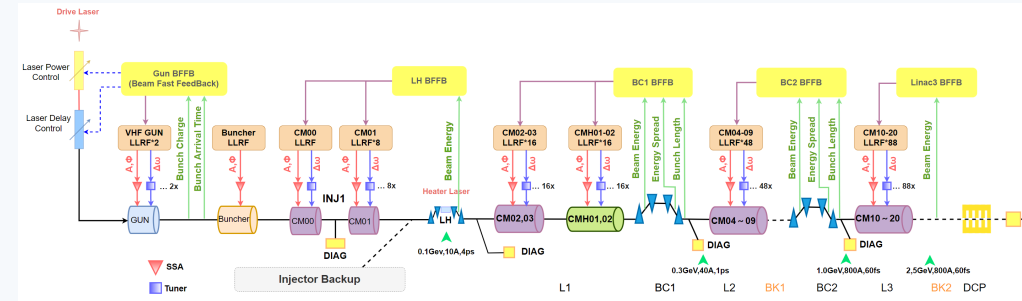 Drive Laser
Laser Power
Control
Gun BFFB
(Beam Fast FeedBack)
LH BFFB
BC1 BFFB
BC2 BFFB
Linac3 BFFB
Laser Delay
Control
VHF GUN
LLRF*2
Bunch Charge
Bunch Arrival Time
Buncher
LLRF
CM00
LLRF
CM01
LLRF*8
Beam Energy
CM02-03
LLRF*16
CMH01-02
LLRF*16
Beam Energy
Energy Spread
Bunch Length
CM04-09
LLRF*48
Beam Energy
Energy Spread
Bunch Length
CM10-20
LLRF*88
Beam Energy
A,Φ
Δω
A,Φ
A,Φ
Δω
A,Φ
Δω
A,Φ
Δω
A,Φ
Δω
A,Φ
Δω
A,Φ
Δω
... 2x
... 8x
... 16x
... 16x
... 48x
... 88x
INJ1
Heater Laser
GUN
Buncher
CM00
CM01
LH
CM02,03
CMH01,02
CM04 ~ 09
CM10 ~ 20
DIAG
DIAG
DIAG
DIAG
0.1GeV,10A,4ps
0.3GeV,40A,1ps
1.0GeV,800A,60fs
2,5GeV,800A,60fs
SSA
Tuner
Injector Backup
L1
BC1
L2
BK1
BC2
L3
BK2
DCP